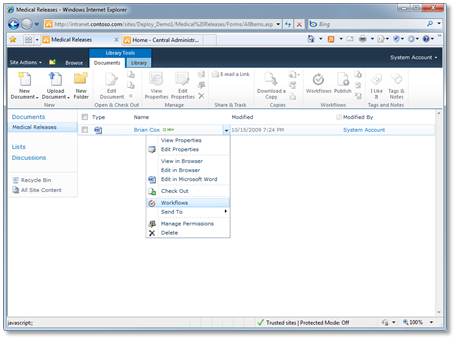 Medical Releases - Windows Internet Explorer
http://intranet.contoso.com/sites/Deploy_Demo8/Medical%20Releases/Forms/AllItems.asp
Bing
Medical Releases
Home - Central Administr...
Library Tools
System Account
Site Actions
Browse
Documents
Library
New Document
Upload Document
New Folder
New
Open & Check Out
View Properties
Manage
E-mail a Link
Share & Track
Download a Copy
Copies
Workflows
Publish
Workflows
I Like It
Tags & Notes
Tags and Notes
Documents
Medical Releases
Lists
Discussions
Recycle Bin
All Site Content
Type
Name
Modified
Modified By
Brian Cox
NEW
10/15/2009 7:24 PM
System Account
View Properties
Edit Properties
View in Browser
Edit in Browser
Edit in Microsoft Word
Check Out
Workflows
Send To
Manage Permissions
Delete
javascript:;
Trusted sites | Protected Mode: Off
100%